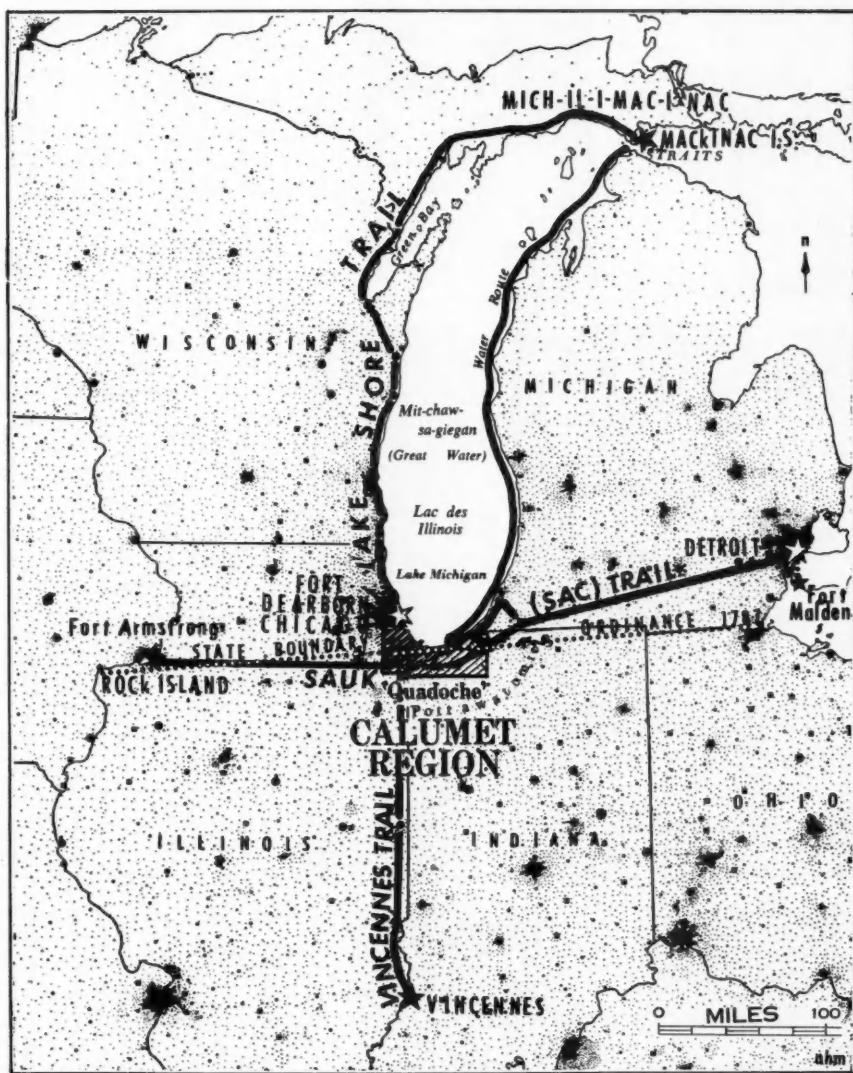 MICH-IL-I-MAC-I-NAC
MACKINAC IS.
STRAITS
n
TRAIL
Green Bay
Water Route
WISCONSIN
SHORE
MICHIGAN
Mit-chaw-
sa-giegan
(Great Water)
LAKE
Lac des
Illinois
DETROIT
Lake Michigan
(SAC) TRAIL
FORT
DEARBORN
CHICAGO
Fort
Malden
Fort Armstrong
ORDINANCE 1787
STATE BOUNDARY
ROCK ISLAND
SAUK
Quadoche
Pottawatomie
CALUMET
REGION
OHIO
ILLINOIS
INDIANA
VINCENNES TRAIL
VINCENNES
0 MILES 100
ahm